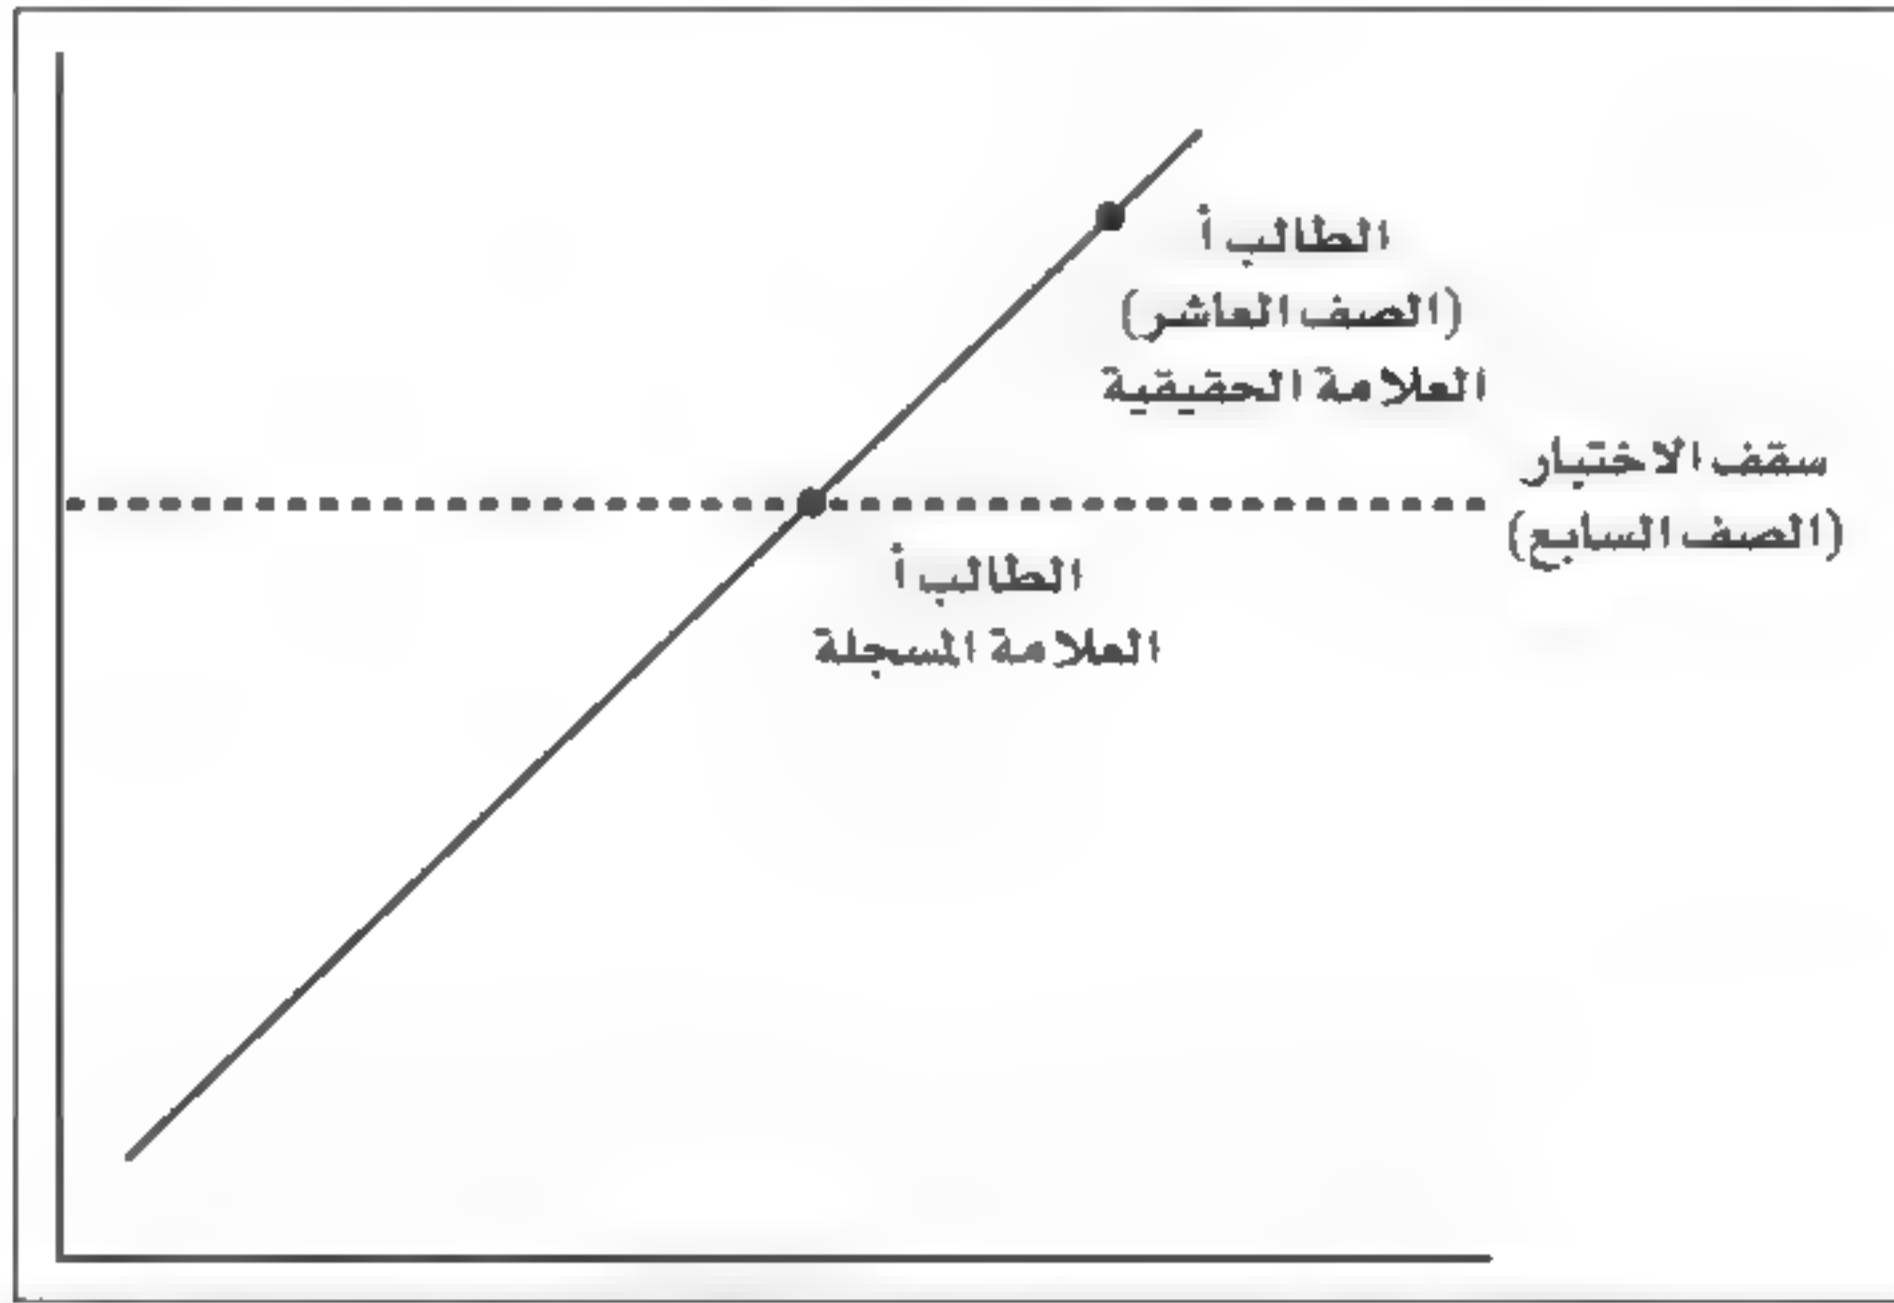 الطالب أ
(الصف العاشر)
العلامة الحقيقية
سقف الاختبار
(الصف السابع)
الطالب أ
العلامة المسجلة